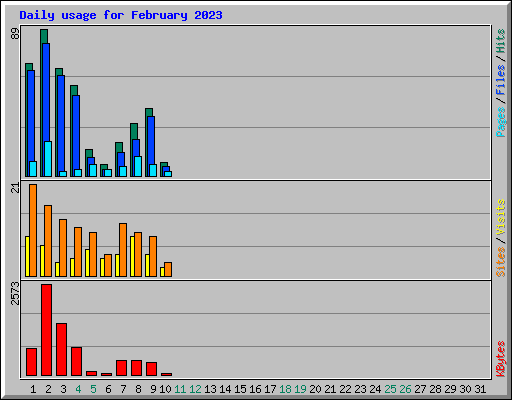 Daily usage for February 2023
89
Pages / Files / Hits
21
Sites / Visits
2573
KBytes
1 2 3 4 5 6 7 8 9 10 11 12 13 14 15 16 17 18 19 20 21 22 23 24 25 26 27 28 29 30 31